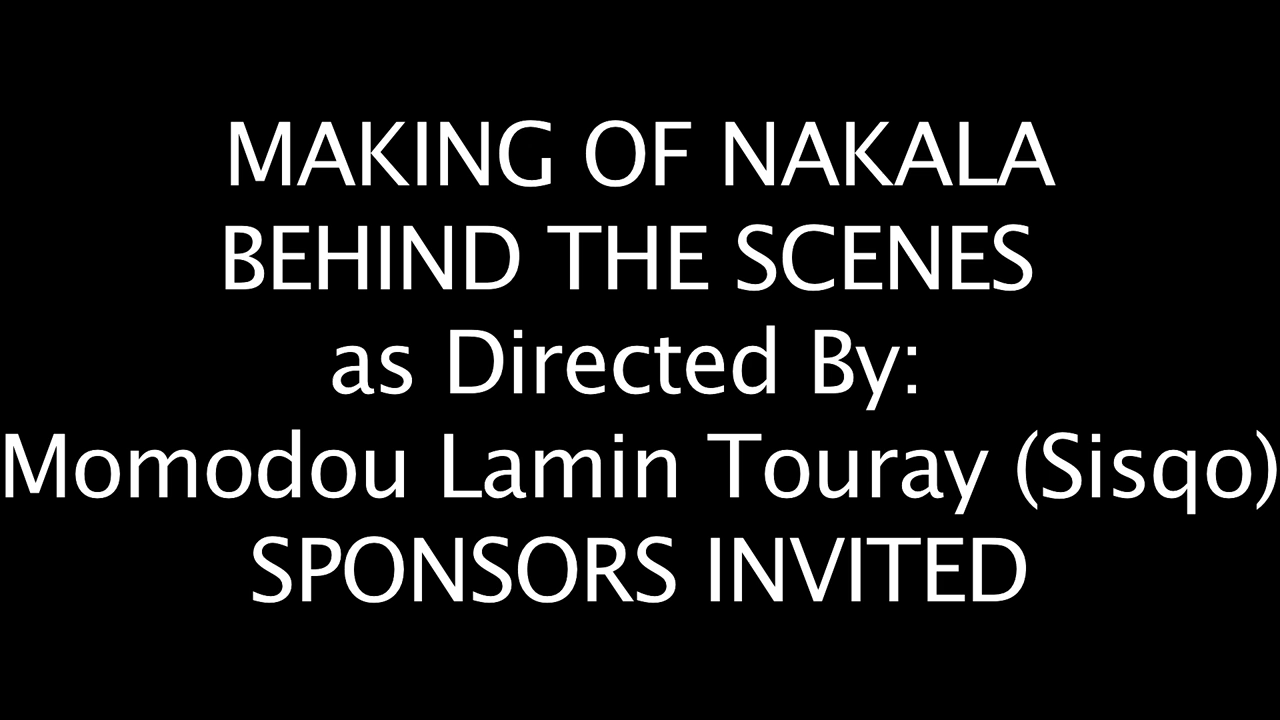 MAKING OF NAKALA
BEHIND THE SCENES
as Directed By:
Momodou Lamin Touray (Sisqo)
SPONSORS INVITED